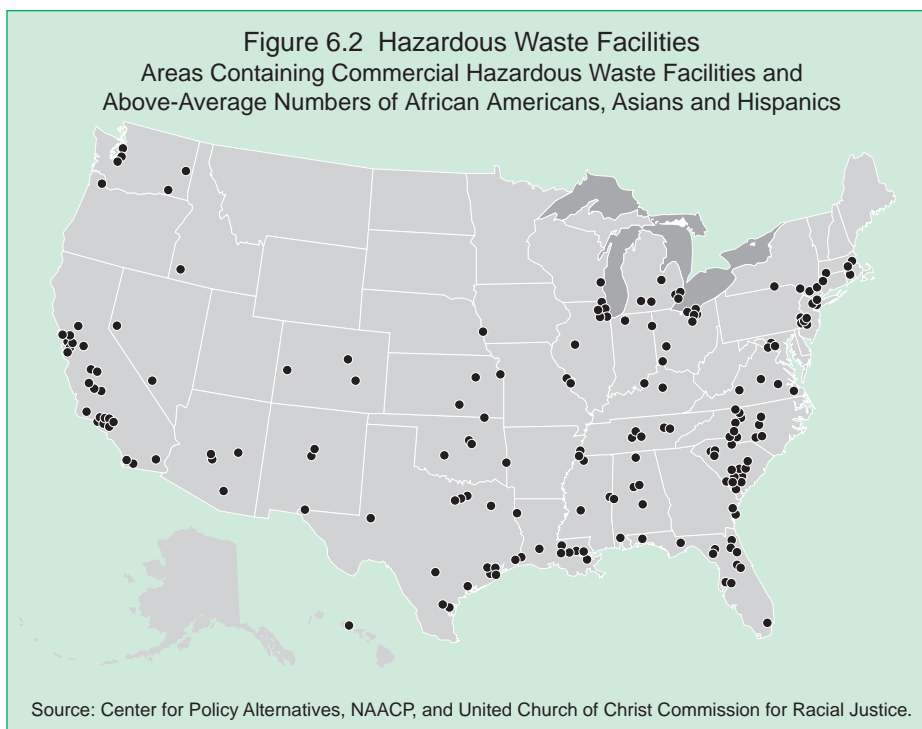 Figure 6.2 Hazardous Waste Facilities
Areas Containing Commercial Hazardous Waste Facilities and
Above-Average Numbers of African Americans, Asians and Hispanics
Source: Center for Policy Alternatives, NAACP, and United Church of Christ Commission for Racial Justice.